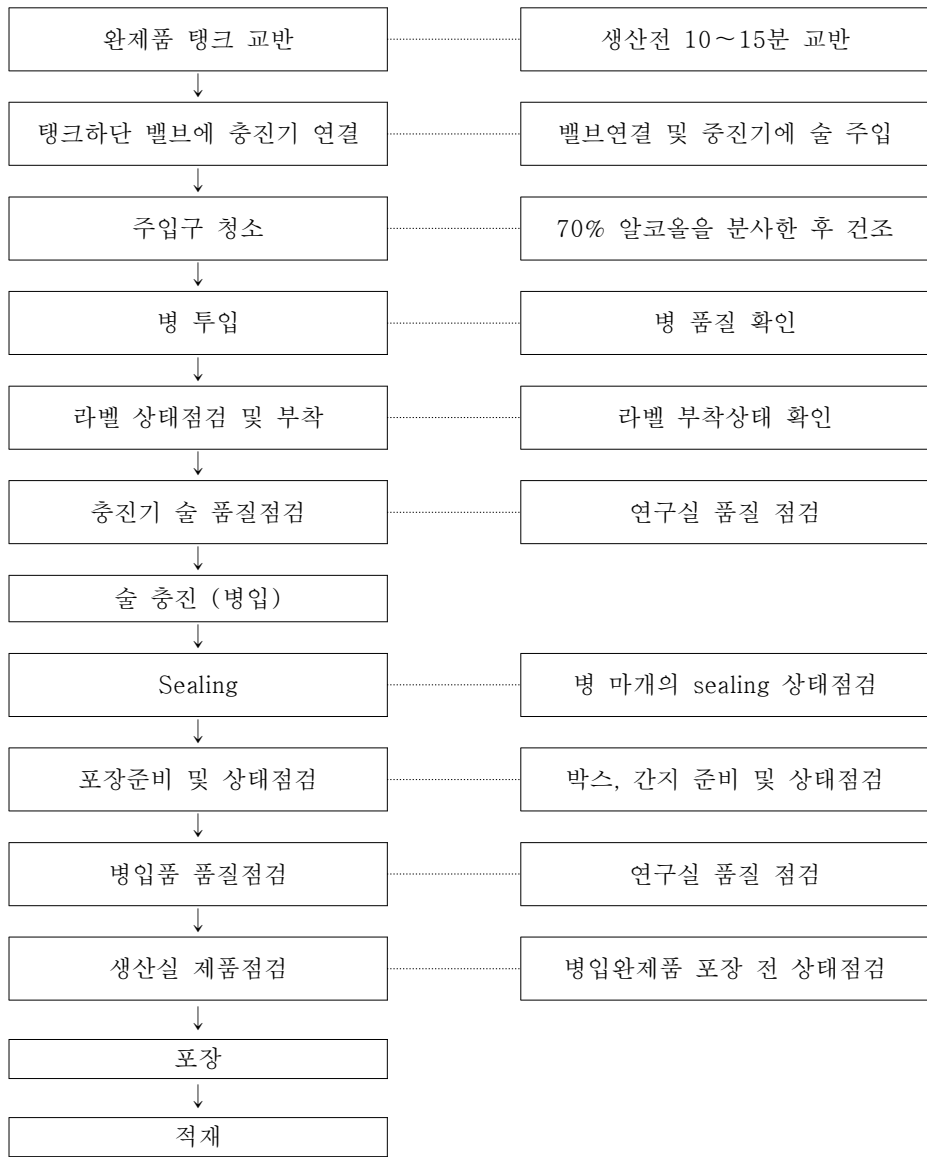 완제품 탱크 교반
생산전 10～15분 교반
탱크하단 밸브에 충진기 연결
밸브연결 및 중진기에 술 주입
주입구 청소
70% 알코올을 분사한 후 건조
병 투입
병 품질 확인
라벨 상태점검 및 부착
라벨 부착상태 확인
충진기 술 품질점검
연구실 품질 점검
술 충진 (병입)
Sealing
병 마개의 sealing 상태점검
포장준비 및 상태점검
박스, 간지 준비 및 상태점검
병입품 품질점검
연구실 품질 점검
생산실 제품점검
병입완제품 포장 전 상태점검
포장
적재